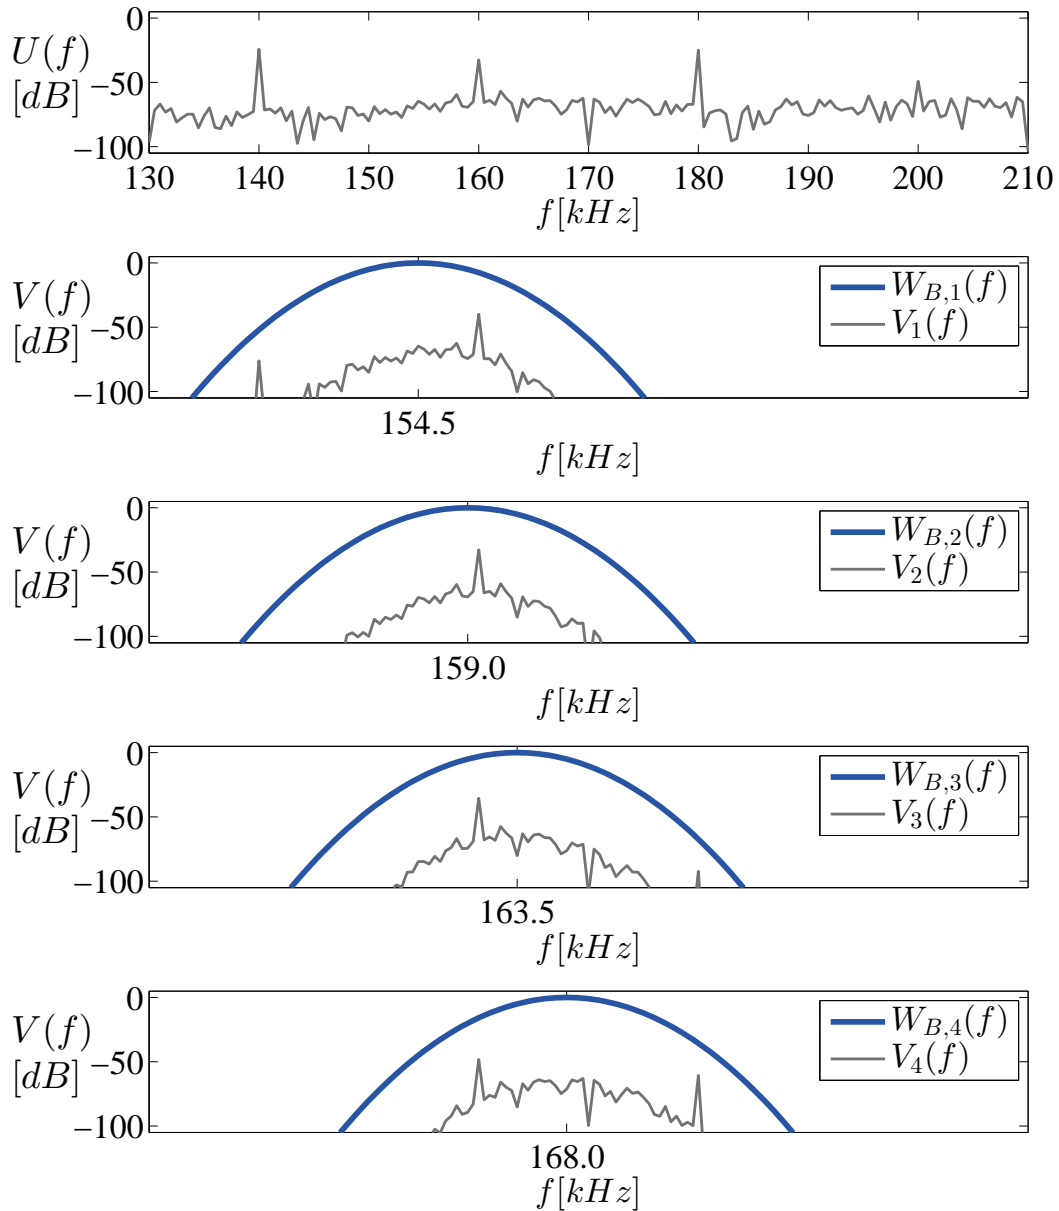 U(f)
[dB]
0
−50
−100
130 140 150 160 170 180 190 200 210
f[kHz]
V(f)
[dB]
0
−50
−100
W_{B,1}(f)
V_1(f)
154.5
f[kHz]
V(f)
[dB]
0
−50
−100
W_{B,2}(f)
V_2(f)
159.0
f[kHz]
V(f)
[dB]
0
−50
−100
W_{B,3}(f)
V_3(f)
163.5
f[kHz]
V(f)
[dB]
0
−50
−100
W_{B,4}(f)
V_4(f)
168.0
f[kHz]